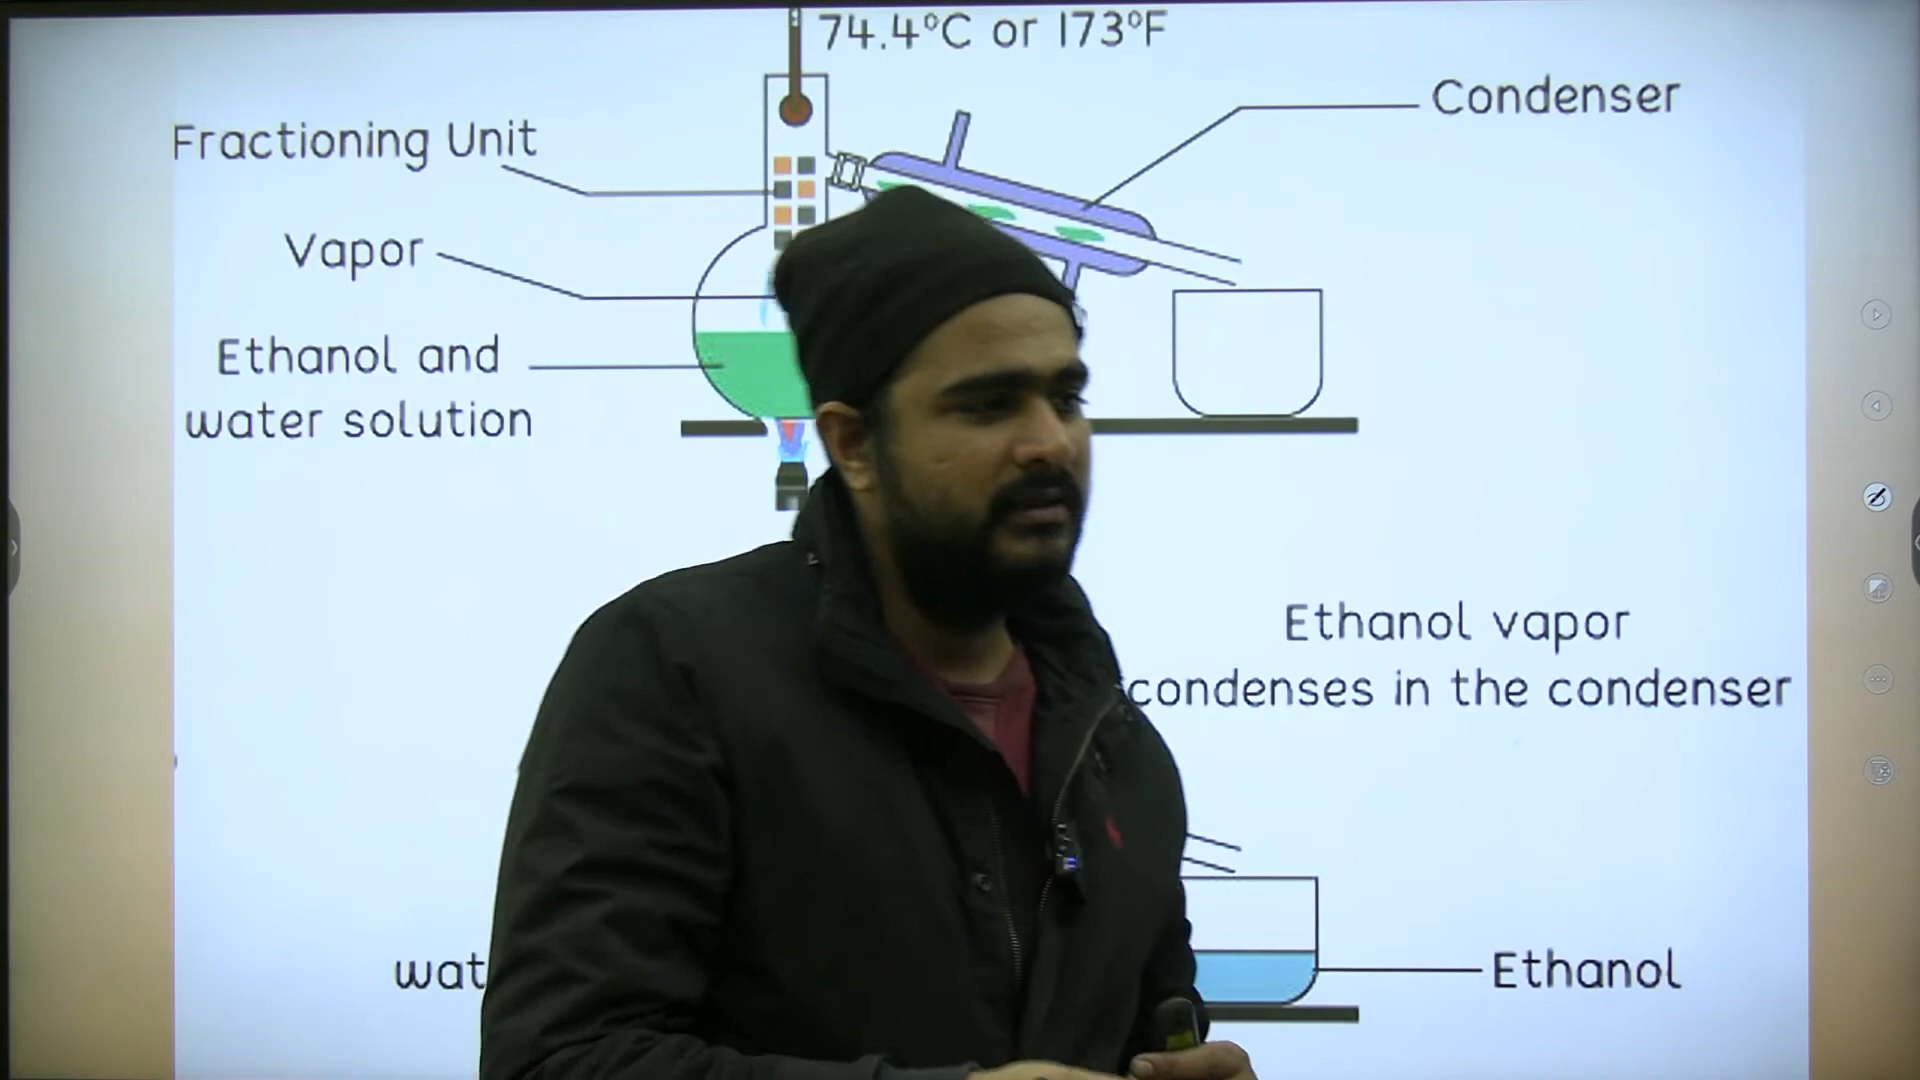 74.4°C or 173°F
Condenser
Fractioning Unit
Vapor
Ethanol and
water solution
Ethanol vapor
condenses in the condenser
Ethanol